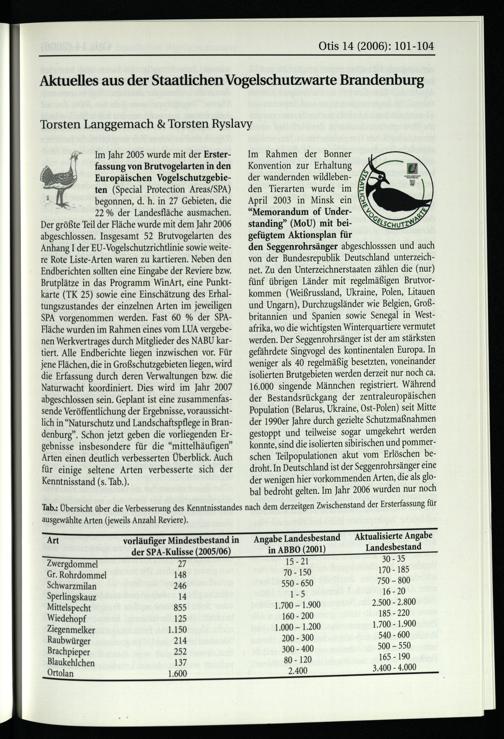 Otis 14 (2006): 101-104
Aktuelles aus der Staatlichen Vogelschutzwarte Brandenburg
Torsten Langgemach & Torsten Ryslavy
Im Jahr 2005 wurde mit der Erster-
fassung von Brutvogelarten in den
Europäischen Vogelschutzgebie-
ten (Special Protection Areas/SPA)
begonnen, d. h. in 27 Gebieten, die
22 % der Landesfläche ausmachen.
Der größte Teil der Fläche wurde mit dem Jahr 2006
abgeschlossen. Insgesamt 52 Brutvogelarten des
Anhang I der EU-Vogelschutzrichtlinie sowie weite-
re Rote Liste-Arten waren zu kartieren. Neben den
Endberichten sollten eine Eingabe der Reviere bzw.
Brutplätze in das Programm WinArt, eine Punkt-
karte (TK 25) sowie eine Einschätzung des Erhal-
tungszustandes der einzelnen Arten im jeweiligen
SPA vorgenommen werden. Fast 60 % der SPA-
Fläche wurden im Rahmen eines vom LUA vergebe-
nen Werkvertrages durch Mitglieder des NABU kar-
tiert. Alle Endberichte liegen inzwischen vor. Für
jene Flächen, die in Großschutzgebieten liegen, wird
die Erfassung durch deren Verwaltungen bzw. die
Naturwacht koordiniert. Dies wird im Jahr 2007
abgeschlossen sein. Geplant ist eine zusammenfas-
sende Veröffentlichung der Ergebnisse, voraussicht-
lich in "Naturschutz und Landschaftspflege in Bran-
denburg". Schon jetzt geben die vorliegenden Er-
gebnisse insbesondere für die "mittelhäufigen"
Arten einen deutlich verbesserten Überblick. Auch
für einige seltene Arten verbesserte sich der
Kenntnisstand (s. Tab.).
Im Rahmen der Bonner
Konvention zur Erhaltung
der wandernden wildleben-
den Tierarten wurde im
April 2003 in Minsk ein
"Memorandum of Under-
standing" (MoU) mit bei-
gefügtem Aktionsplan für
den Seggenrohrsänger abgeschlosssen und auch
von der Bundesrepublik Deutschland unterzeich-
net. Zu den Unterzeichnerstaaten zählen die (nur)
fünf übrigen Länder mit regelmäßigen Brutvor-
kommen (Weißrussland, Ukraine, Polen, Litauen
und Ungarn), Durchzugsländer wie Belgien, Groß-
britannien und Spanien sowie Senegal in West-
afrika, wo die wichtigsten Winterquartiere vermutet
werden. Der Seggenrohrsänger ist der am stärksten
gefährdete Singvogel des kontinentalen Europa. In
weniger als 40 regelmäßig besetzten, voneinander
isolierten Brutgebieten werden derzeit nur noch ca.
16.000 singende Männchen registriert. Während
der Bestandsrückgang der zentraleuropäischen
Population (Belarus, Ukraine, Ost-Polen) seit Mitte
der 1990er Jahre durch gezielte Schutzmaßnahmen
gestoppt und teilweise sogar umgekehrt werden
konnte, sind die isolierten sibirischen und pommer-
schen Teilpopulationen akut vom Erlöschen be-
droht. In Deutschland ist der Seggenrohrsänger eine
der wenigen hier vorkommenden Arten, die als glo-
bal bedroht gelten. Im Jahr 2006 wurden nur noch
STAATLICHE VOGELSCHUTZWARTE
Tab.: Übersicht über die Verbesserung des Kenntnisstandes nach dem derzeitigen Zwischenstand der Ersterfassung für
ausgewählte Arten (jeweils Anzahl Reviere).
Art vorläufiger Mindestbestand in Angabe Landesbestand Aktualisierte Angabe
der SPA-Kulisse (2005/06) in ABBO (2001) Landesbestand
Zwergdommel 27 15 - 21 30 - 35
Gr. Rohrdommel 148 70 - 150 170 - 185
Schwarzmilan 246 550 - 650 750 – 800
Sperlingskauz 14 1 - 5 16 - 20
Mittelspecht 855 1.700 – 1.900 2.500 - 2.800
Wiedehopf 125 160 - 200 185 - 220
Ziegenmelker 1.150 1.000 – 1.200 1.700 - 1.900
Raubwürger 214 200 - 300 540 - 600
Brachpieper 252 300 - 400 500 – 550
Blaukehlchen 137 80 - 120 165 - 190
Ortolan 1.600 2.400 3.400 - 4.000